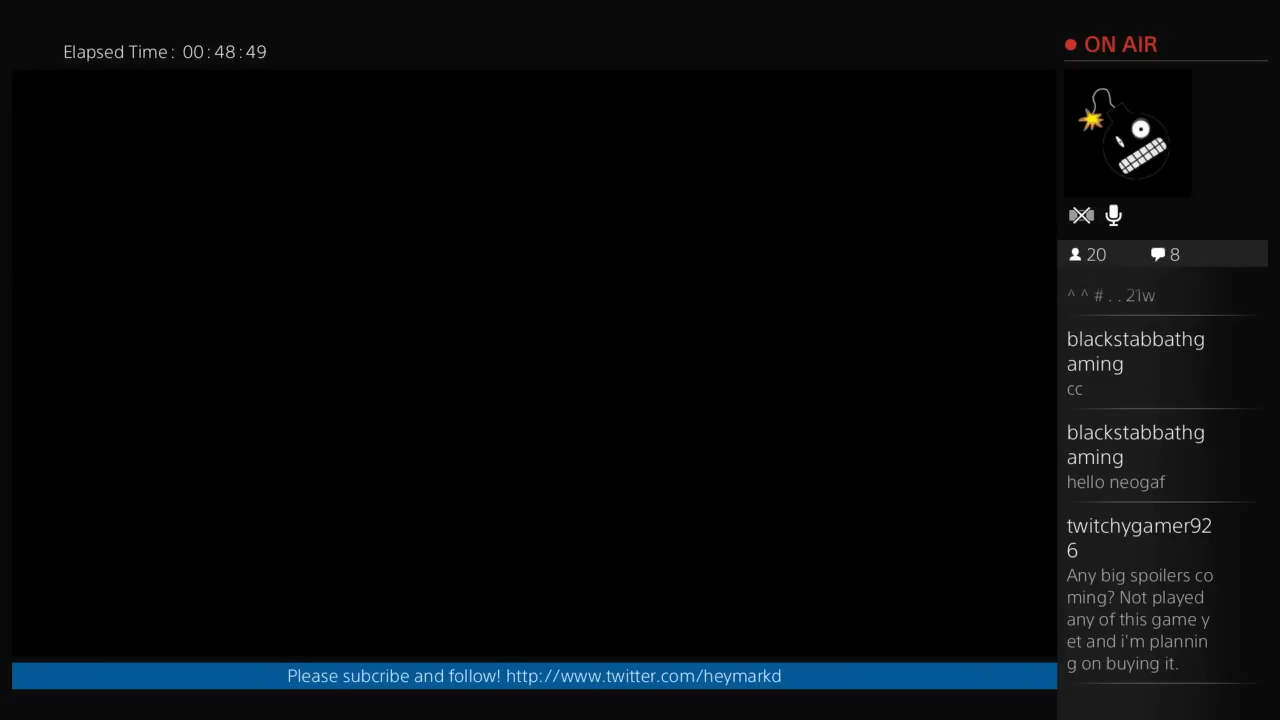 Elapsed Time: 00:48:49
ON AIR
20 8
^ ^ # . . 21w
blackstabbathg
aming
cc
blackstabbathg
aming
hello neogaf
twitchygamer92
6
Any big spoilers co
ming? Not played
any of this game y
et and i'm plannin
g on buying it.
Please subcribe and follow! http://www.twitter.com/heymarkd